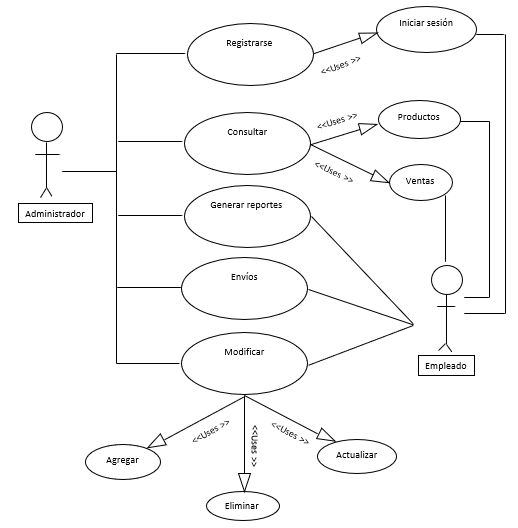 Iniciar sesión
Registrarse
<<Uses >>
Productos
<<Uses >>
Consultar
<<Uses >>
Ventas
Administrador
Generar reportes
Envíos
Modificar
Empleado
<<Uses >>
<<Uses >>
<<Uses >>
Agregar
Actualizar
Eliminar